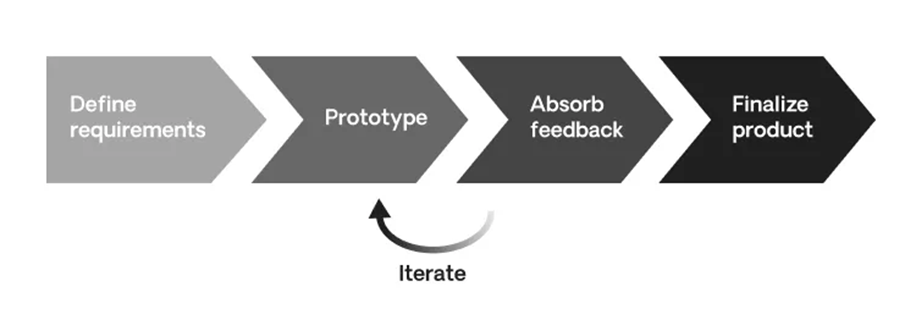 Define
requirements
Prototype
Absorb
feedback
Finalize
product
Iterate